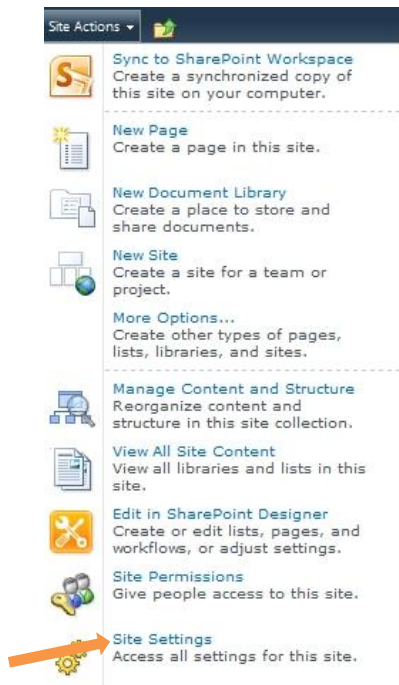 Site Actions
Sync to SharePoint Workspace
Create a synchronized copy of
this site on your computer.
New Page
Create a page in this site.
New Document Library
Create a place to store and
share documents.
New Site
Create a site for a team or
project.
More Options...
Create other types of pages,
lists, libraries, and sites.
Manage Content and Structure
Reorganize content and
structure in this site collection.
View All Site Content
View all libraries and lists in this
site.
Edit in SharePoint Designer
Create or edit lists, pages, and
workflows, or adjust settings.
Site Permissions
Give people access to this site.
Site Settings
Access all settings for this site.